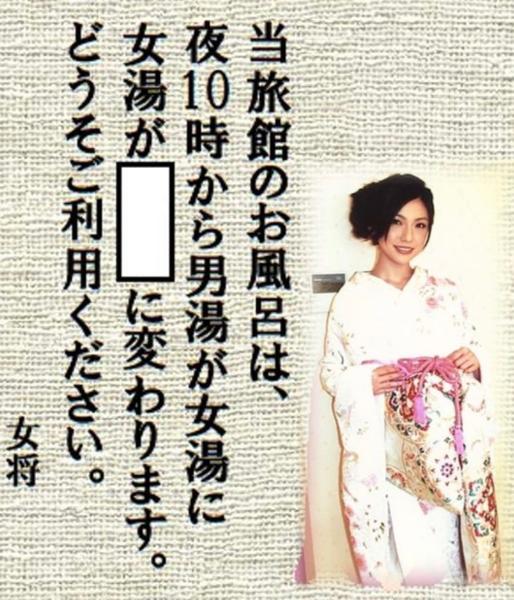 当旅館のお風呂は、
夜10時から男湯が女湯に
女湯が に変わります。
どうそご利用ください。
女将